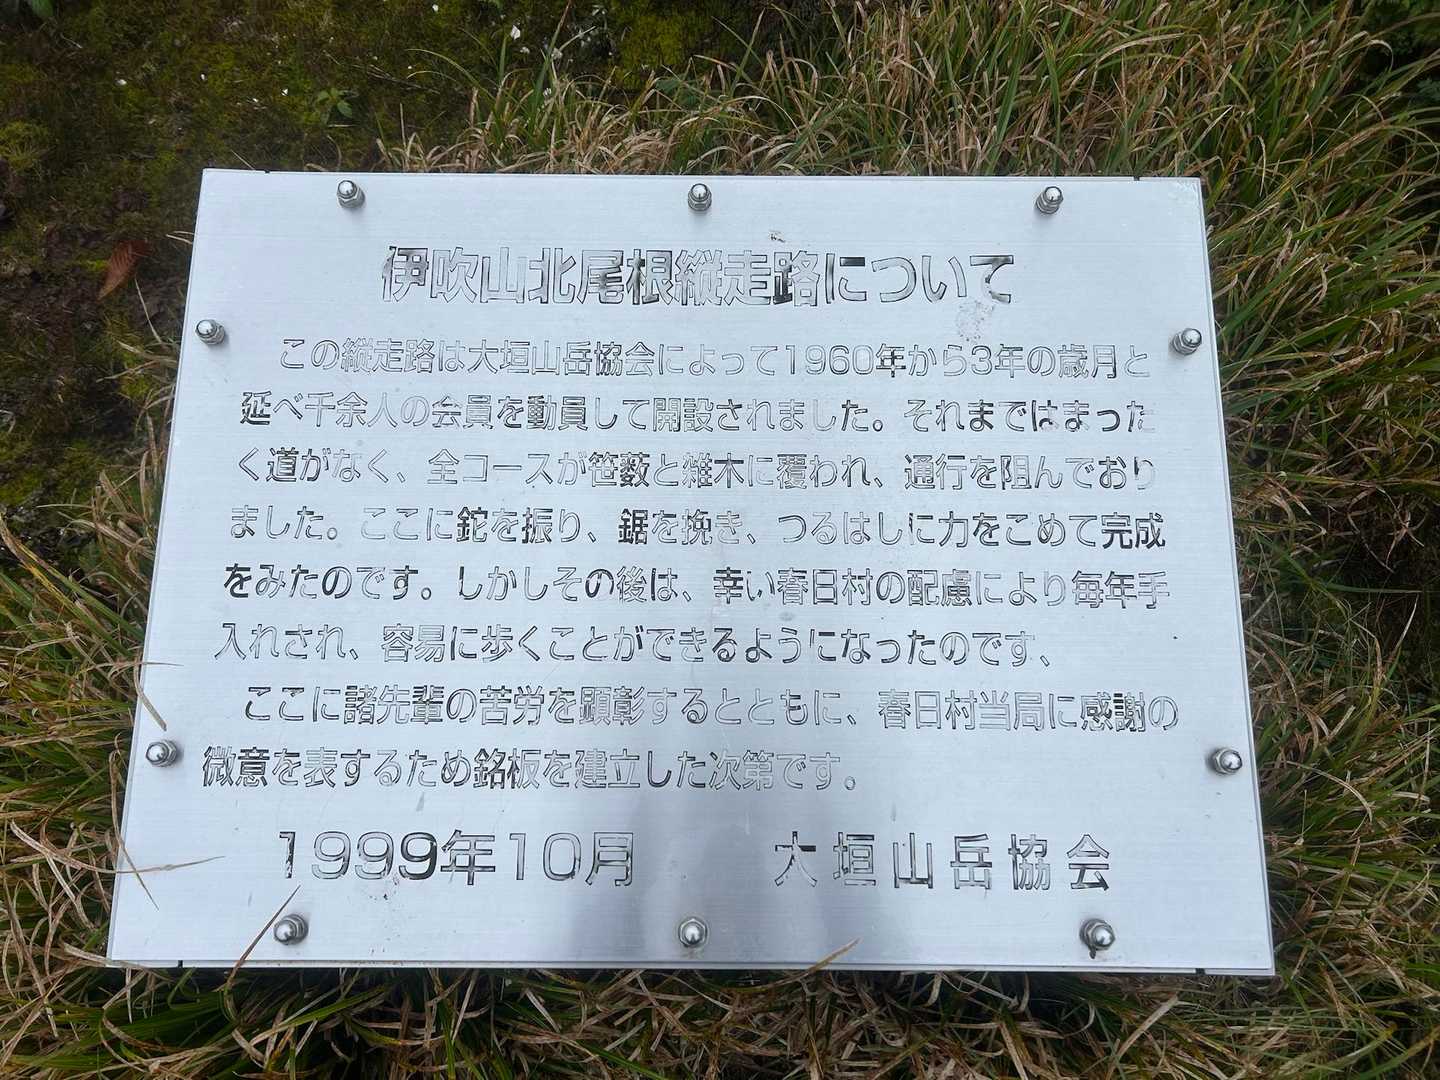 伊吹山北尾根縦走路について
この縦走路は大垣山岳協会によって1960年から3年の歳月と
延べ千余人の会員を動員して開設されました。それまではまった
く道がなく、全コースが笹薮と雑木に覆われ、通行を阻んでおり
ました。ここに鉈を振り、鋸を挽き、つるはしに力をこめて完成
をみたのです。しかしその後は、幸い春日村の配慮により毎年手
入れされ、容易に歩くことができるようになったのです、
ここに諸先輩の苦労を顕彰するとともに、春日村当局に感謝の
微意を表するため銘板を建立した次第です。
1999年10月 大垣山岳協会